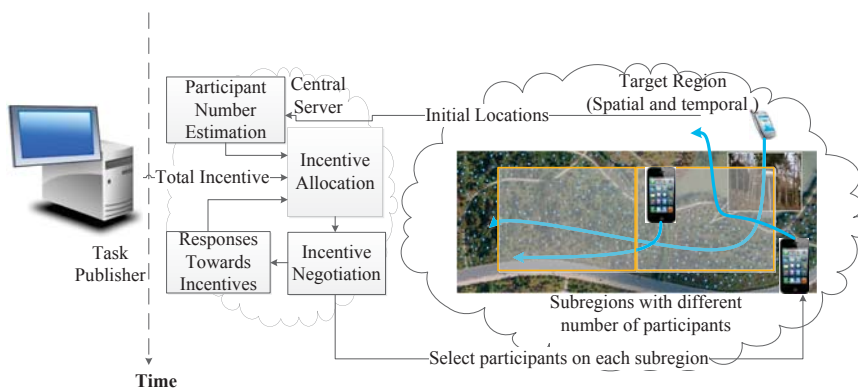 Participant
Number
Estimation
Central
Server
Initial Locations
Target Region
(Spatial and temporal )
Incentive
Allocation
Total Incentive
Task
Publisher
Responses
Towards
Incentives
Incentive
Negotiation
Subregions with different
number of participants
Select participants on each subregion
Time